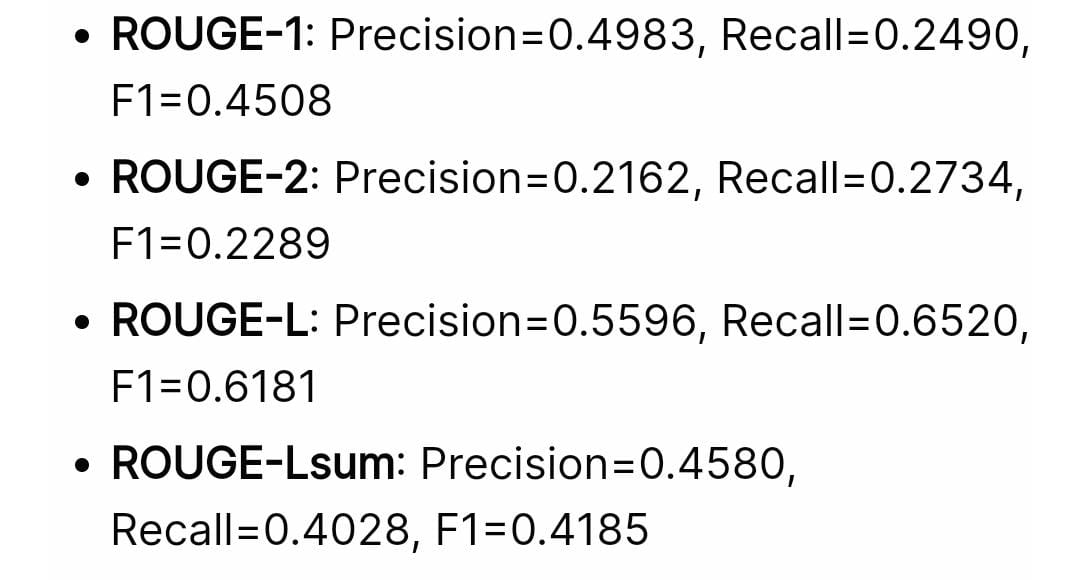 • ROUGE-1: Precision=0.4983, Recall=0.2490,
F1=0.4508
• ROUGE-2: Precision=0.2162, Recall=0.2734,
F1=0.2289
• ROUGE-L: Precision=0.5596, Recall=0.6520,
F1=0.6181
• ROUGE-Lsum: Precision=0.4580,
Recall=0.4028, F1=0.4185